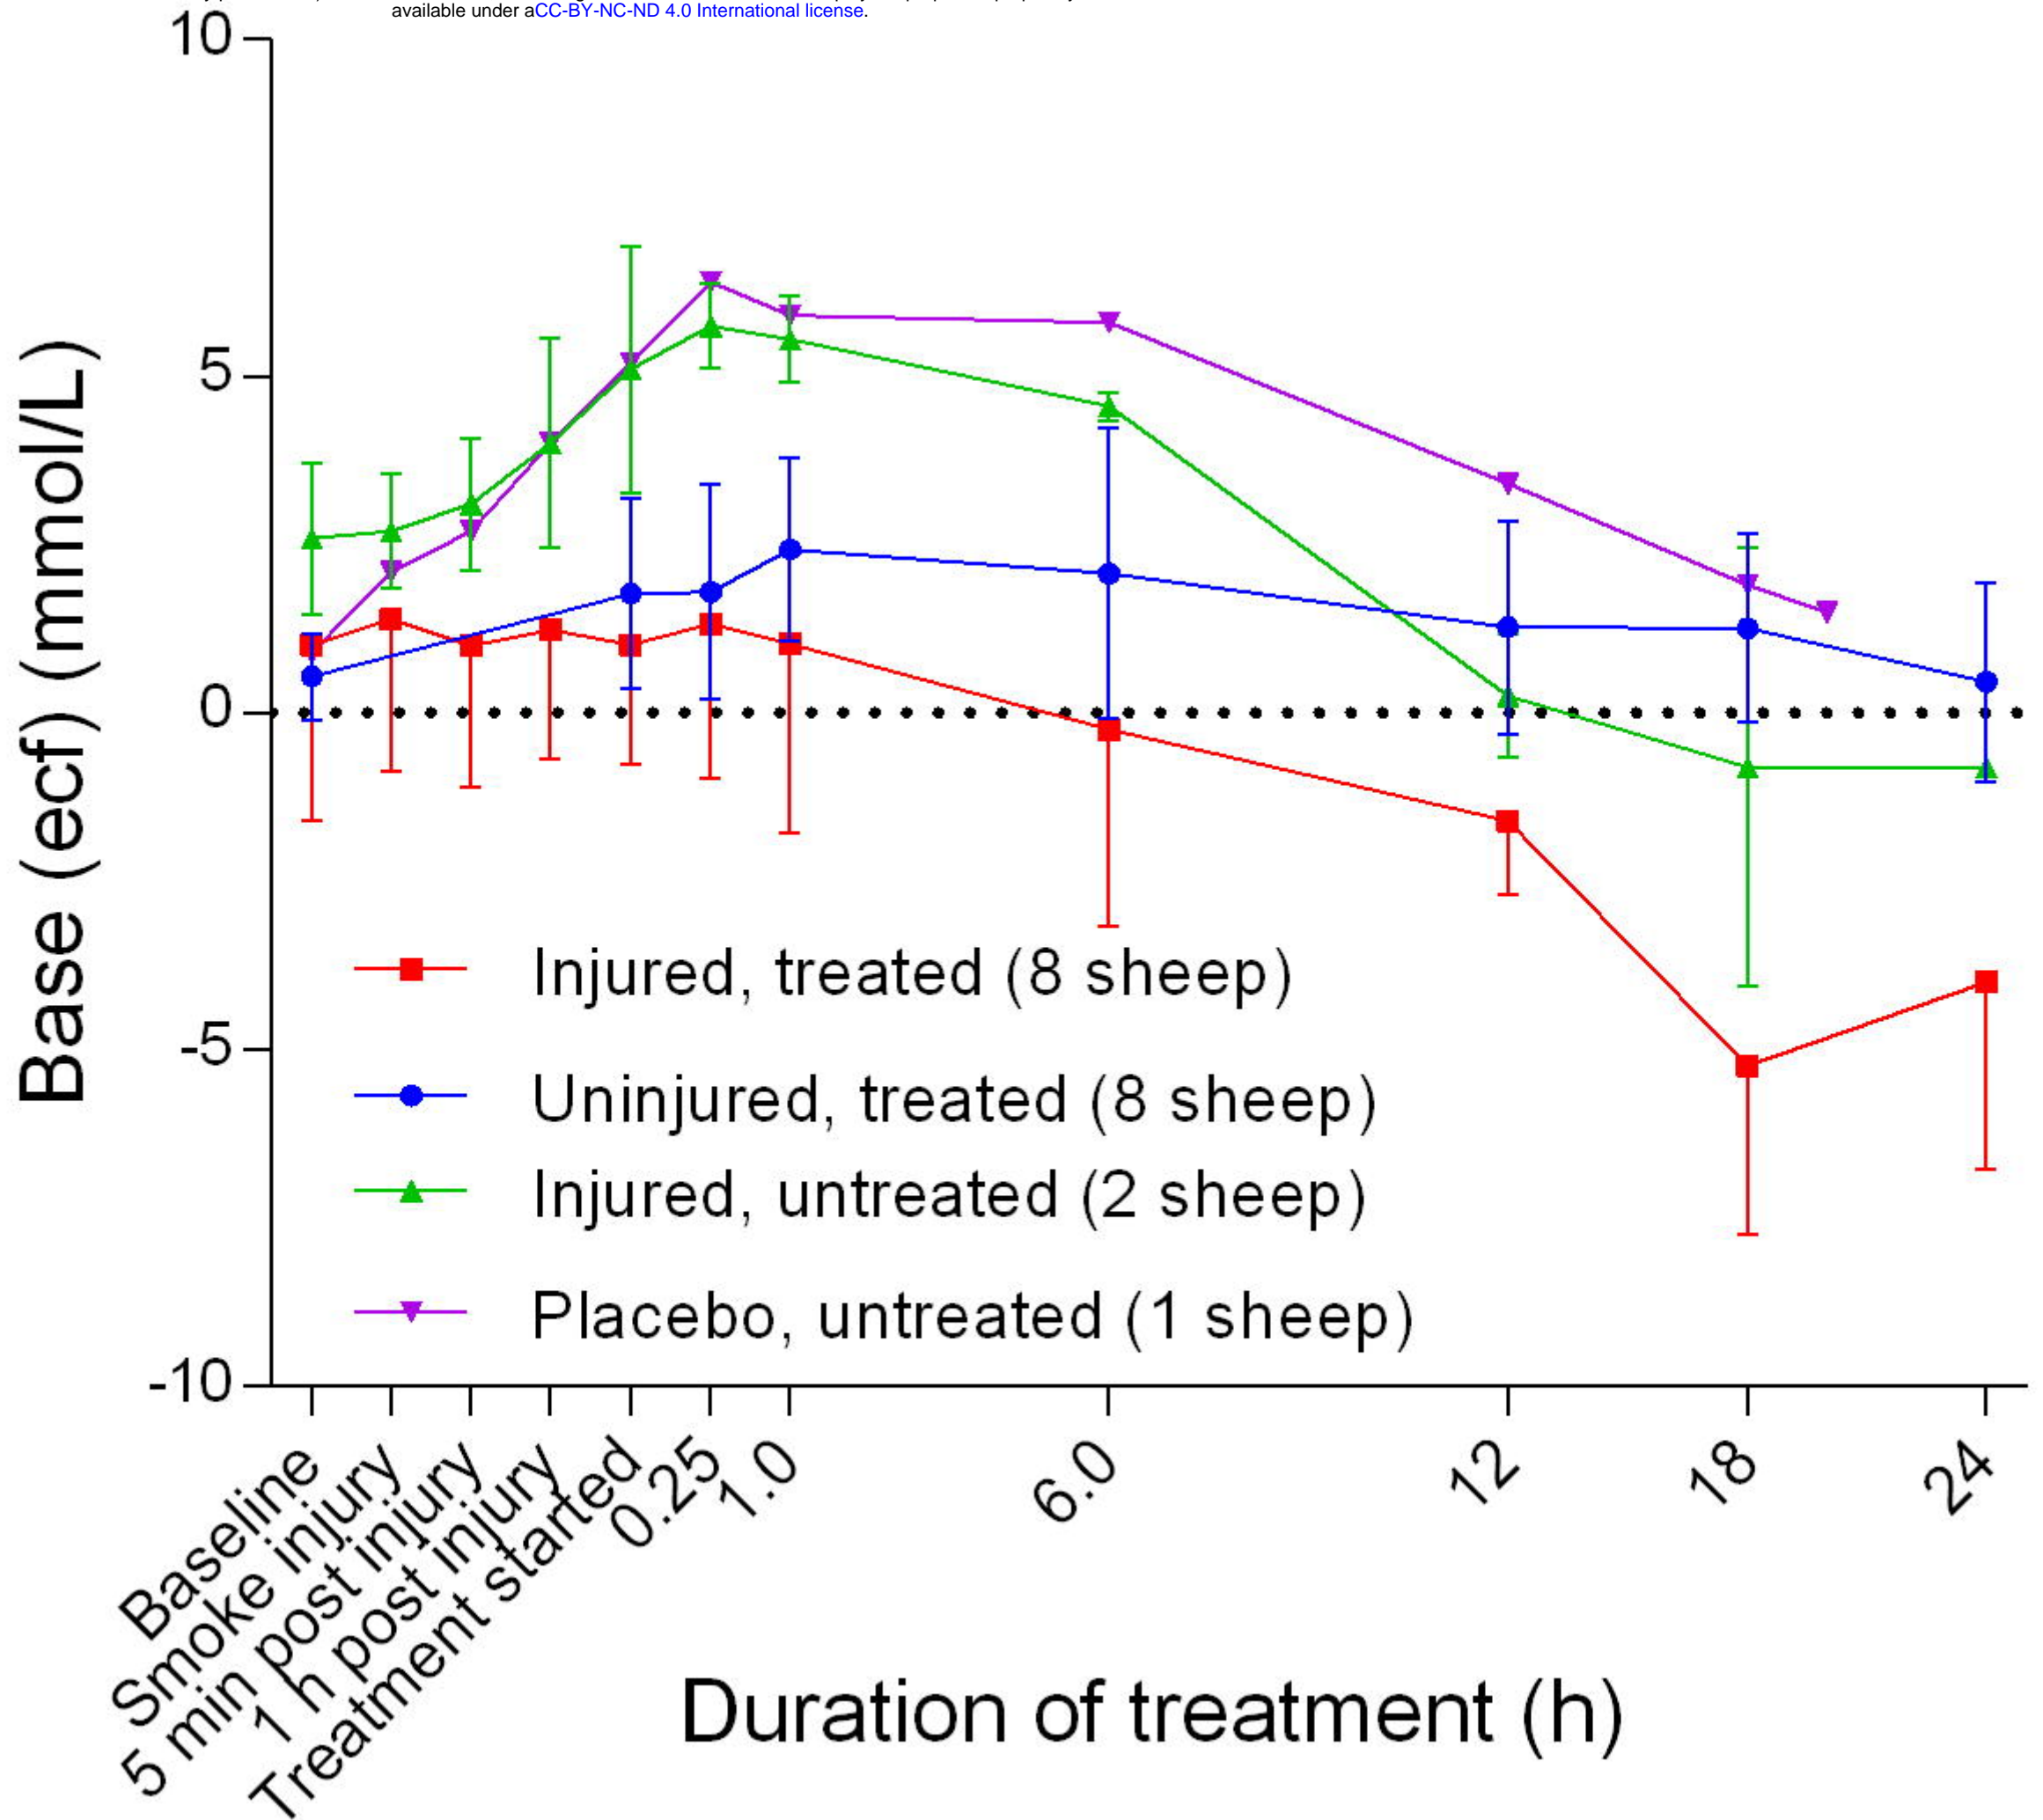 available under aCC-BY-NC-ND 4.0 International license.
10
5
0
-5
-10
Base (ecf) (mmol/L)
Injured, treated (8 sheep)
Uninjured, treated (8 sheep)
Injured, untreated (2 sheep)
Placebo, untreated (1 sheep)
Baseline
Smoke injury
5 min post injury
1 h post injury
Treatment started
0.25
1.0
6.0
12
18
24
Duration of treatment (h)